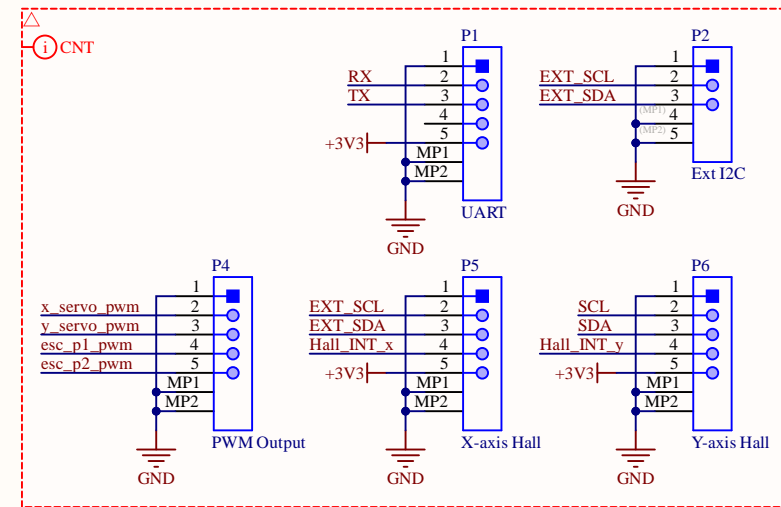 CNT
P1
1
RX 2
TX 3
4
+3V3 5
MP1
MP2
UART
GND
P2
1
EXT_SCL 2
EXT_SDA 3
(MP1) 4
(MP2) 5
Ext I2C
GND
P4
1
x_servo_pwm 2
y_servo_pwm 3
esc_p1_pwm 4
esc_p2_pwm 5
MP1
MP2
PWM Output
GND
P5
1
EXT_SCL 2
EXT_SDA 3
Hall_INT_x 4
+3V3 5
MP1
MP2
X-axis Hall
GND
P6
1
SCL 2
SDA 3
Hall_INT_y 4
+3V3 5
MP1
MP2
Y-axis Hall
GND